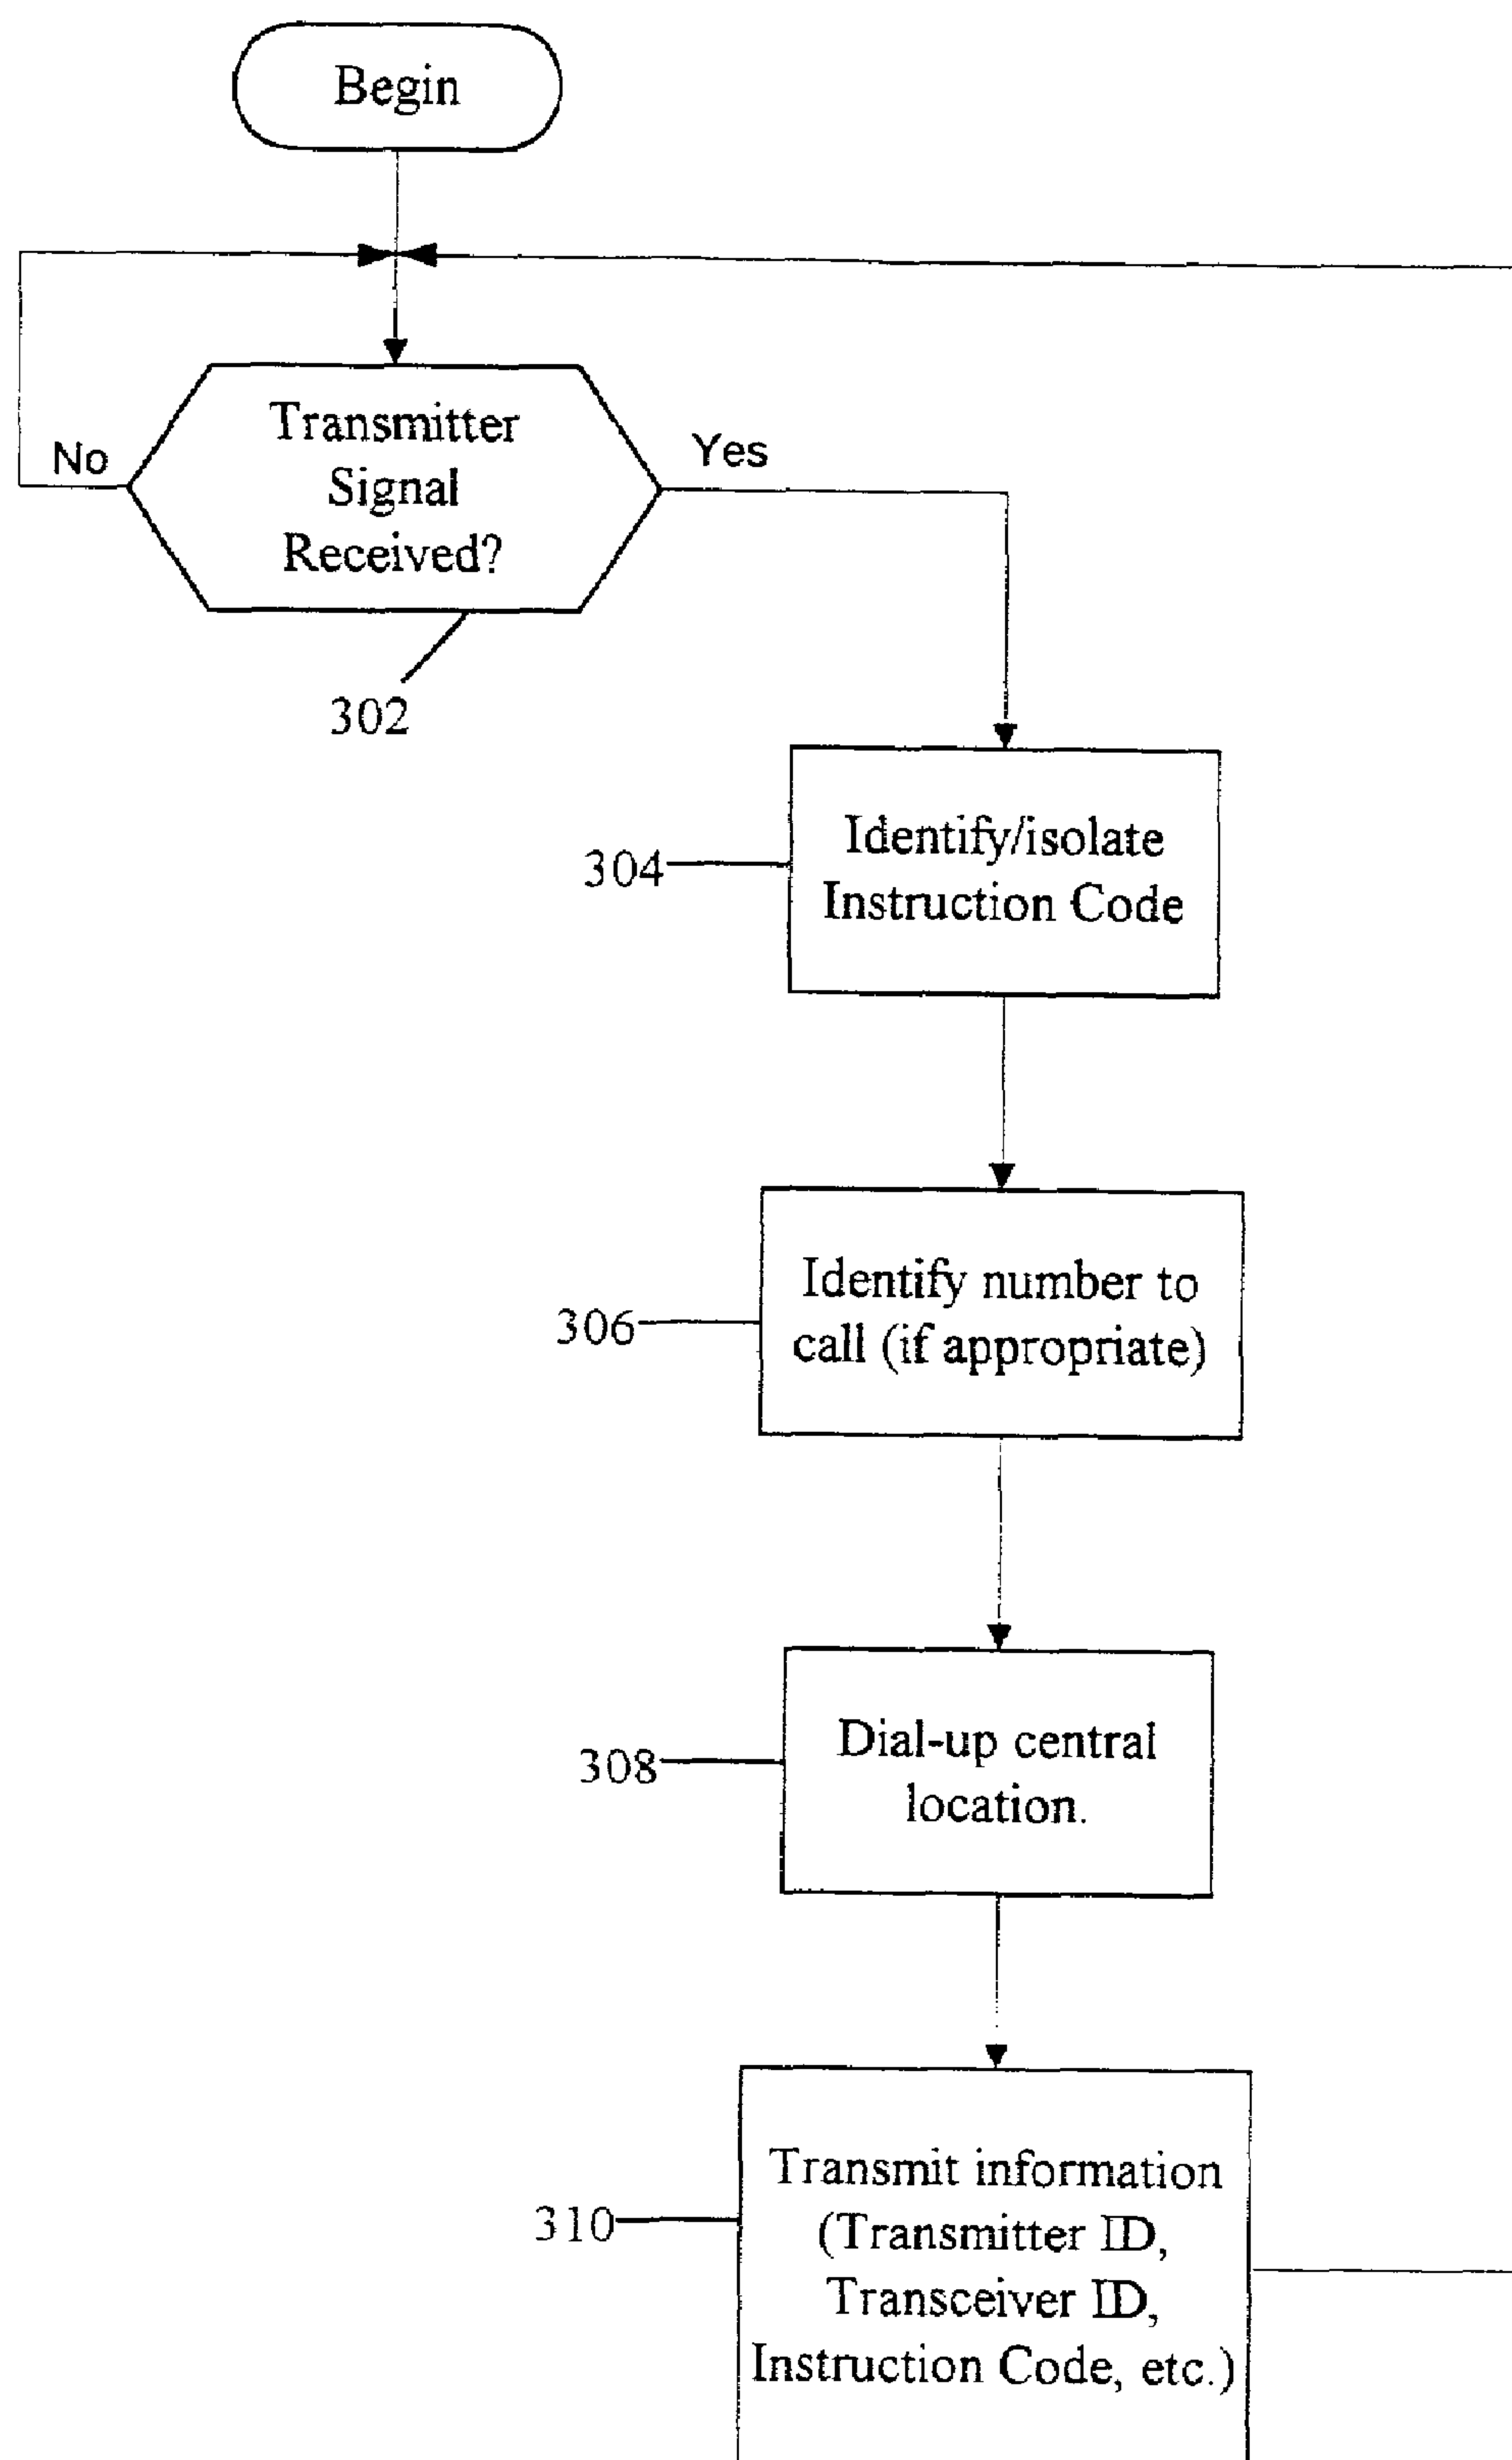 Begin
Transmitter
Signal
Received?
No
Yes
302
Identify/isolate
Instruction Code
304
Identify number to
call (if appropriate)
306
Dial-up central
location.
308
Transmit information
(Transmitter ID,
Transceiver ID,
Instruction Code, etc.)
310